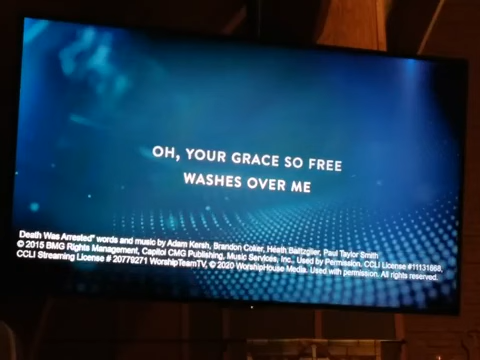 OH, YOUR GRACE SO FREE
WASHES OVER ME
Death Was Arrested" words and music by Adam Kersh, Brandon Coker, Heath Balltzglier, Paul Taylor Smith
© 2015 BMG Rights Management, Capitol CMG Publishing, Music Services, Inc., Used by Permission. CCLI License #11131868,
CCLI Streaming License # 20779271 WorshipTeamTV, © 2020 WorshipHouse Media. Used with permission. All rights reserved.